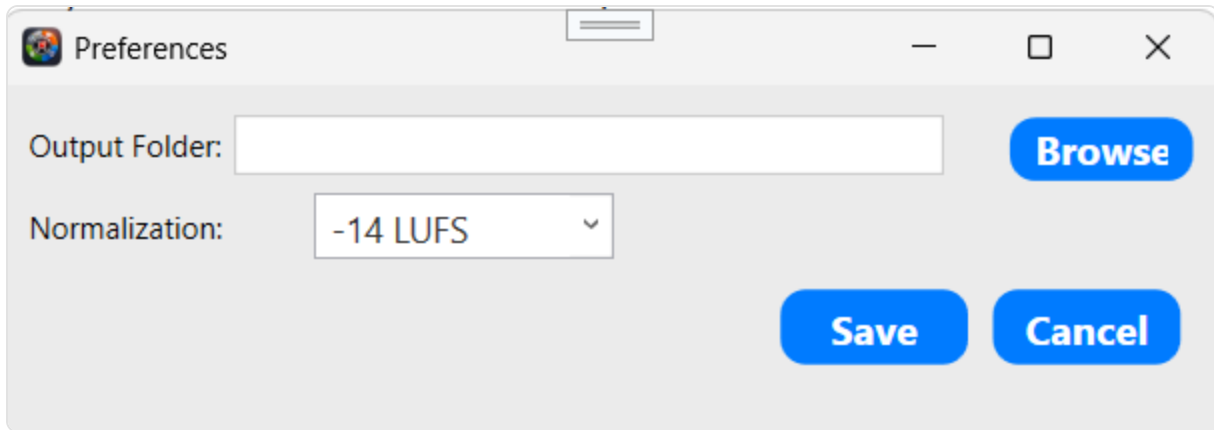 Preferences
Output Folder:
Browse
Normalization:
-14 LUFS
Save
Cancel